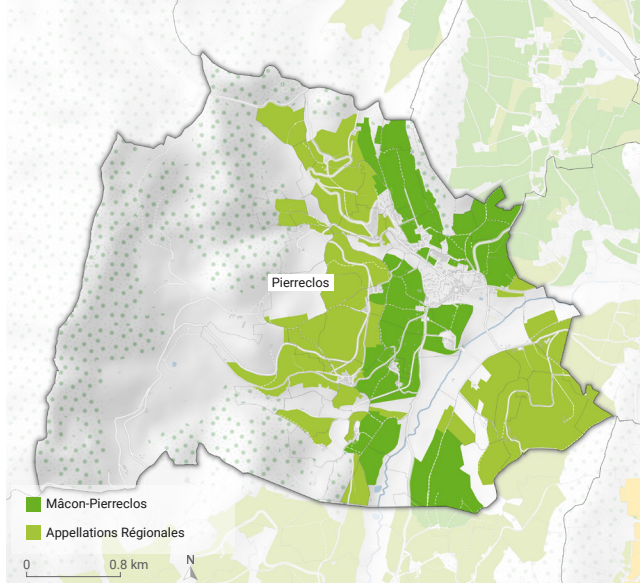 Pierreclos
Mâcon-Pierreclos
Appellations Régionales
0 0.8 km
N